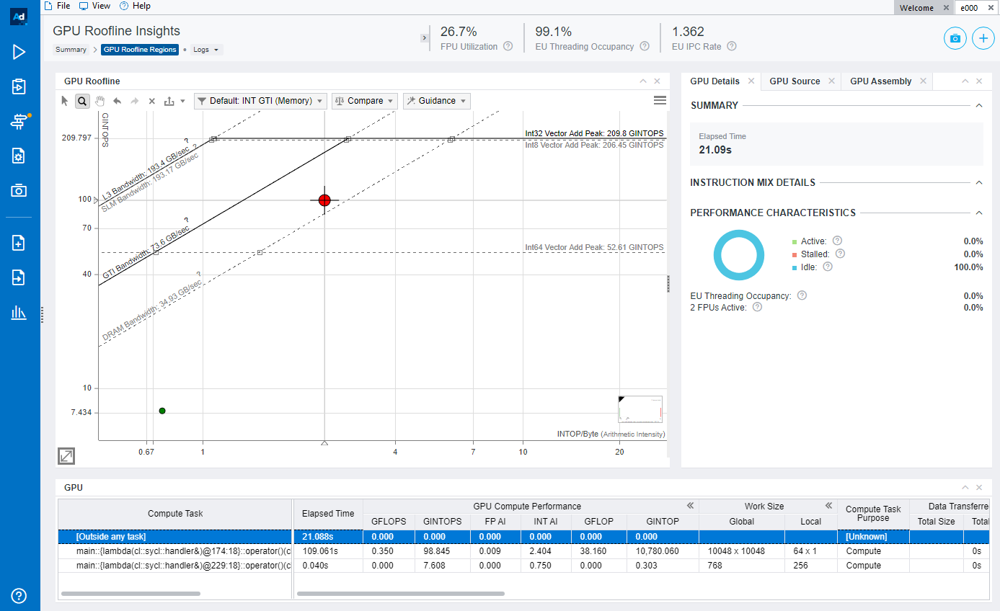 Ad
File View Help
Welcome e000
GPU Roofline Insights
Summary GPU Roofline Regions Logs
26.7%
FPU Utilization
99.1%
EU Threading Occupancy
1.362
EU IPC Rate
GPU Roofline
Default: INT GTI (Memory) Compare Guidance
GINTOPS
209.797
100
70
40
10
7.434
L3 Bandwidth: 193.4 GB/sec ?
SLM Bandwidth: 193.17 GB/sec ?
GTI Bandwidth: 73.6 GB/sec ?
DRAM Bandwidth: 34.93 GB/sec ?
Int32 Vector Add Peak: 209.8 GINTOPS
Int8 Vector Add Peak: 206.45 GINTOPS
Int64 Vector Add Peak: 52.61 GINTOPS
INTOP/Byte (Arithmetic Intensity)
0.67 1 4 7 10 20
GPU Details GPU Source GPU Assembly
SUMMARY
Elapsed Time
21.09s
INSTRUCTION MIX DETAILS
PERFORMANCE CHARACTERISTICS
Active: 0.0%
Stalled: 0.0%
Idle: 100.0%
EU Threading Occupancy: 0.0%
2 FPUs Active: 0.0%
GPU
Compute Task Elapsed Time GPU Compute Performance Work Size Compute Task Purpose Data Transferre
GFLOPS GINTOPS FP AI INT AI GFLOP GINTOP Global Local Total Size Total
[Outside any task] 21.088s 0.000 0.000 0.000 0.000 0.000 0.000 [Unknown]
main::{lambda(cl::sycl::handler&)@174:18}::operator()(c 109.061s 0.350 98.845 0.009 2.404 38.160 10,780.060 10048 x 10048 64 x 1 Compute 0s
main::{lambda(cl::sycl::handler&)@229:18}::operator()(c 0.040s 0.000 7.608 0.000 0.750 0.000 0.303 768 256 Compute 0s